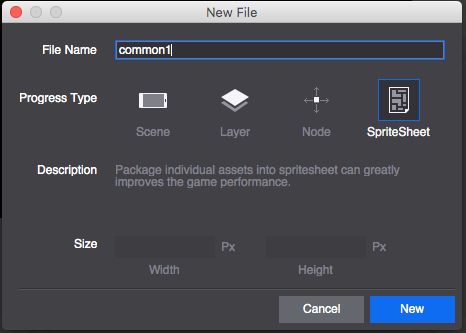 New File
File Name common1
Progress Type
Scene Layer Node SpriteSheet
Description Package individual assets into spritesheet can greatly
improves the game performance.
Size Px Px
Width Height
Cancel New